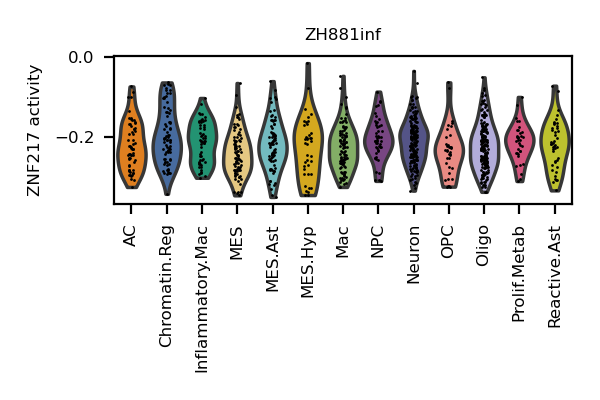 ZH881inf
ZNF217 activity
0.0
−0.2
AC
Chromatin.Reg
Inflammatory.Mac
MES
MES.Ast
MES.Hyp
Mac
NPC
Neuron
OPC
Oligo
Prolif.Metab
Reactive.Ast